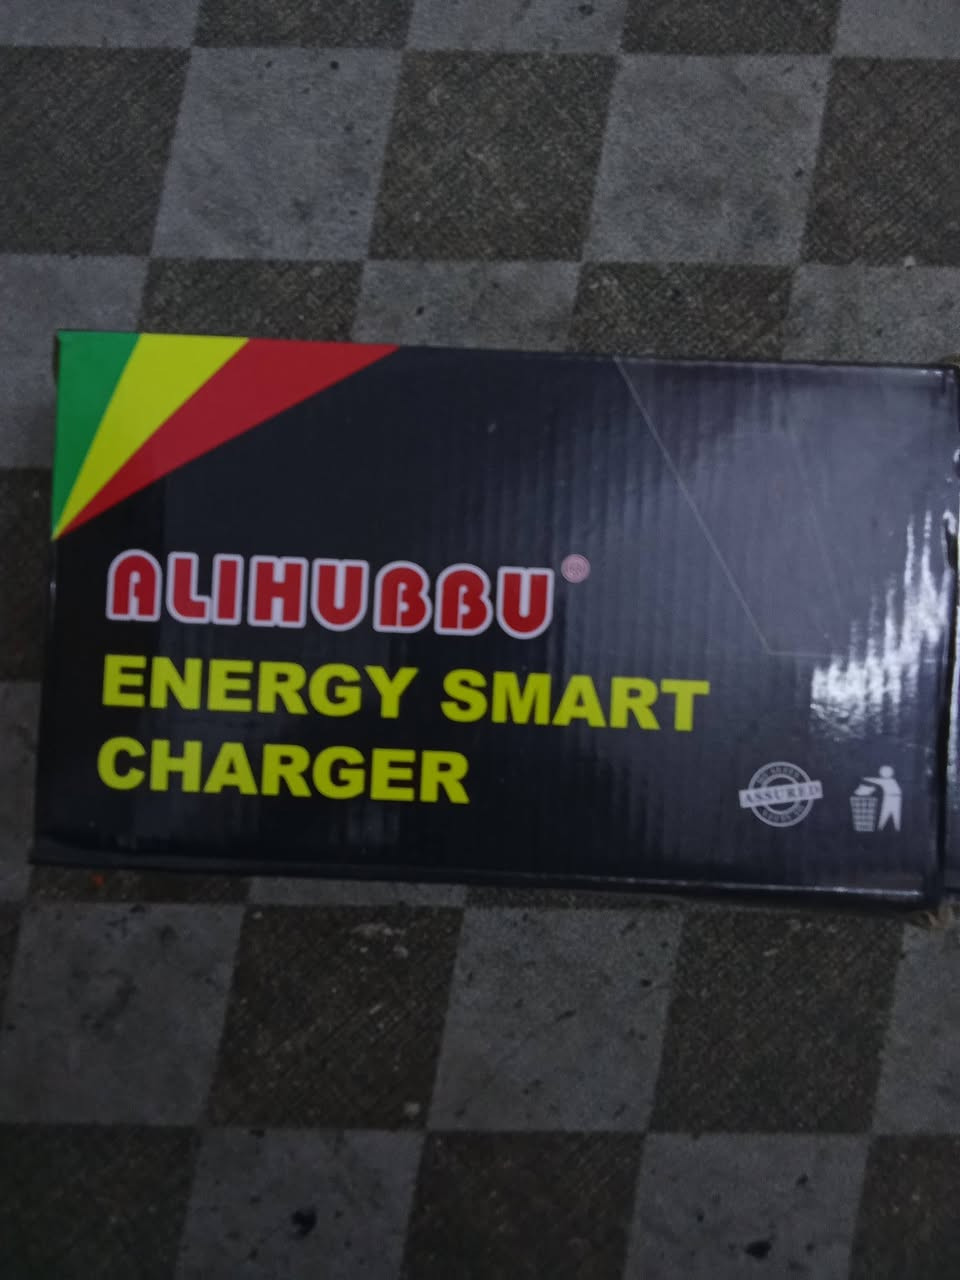 ALIHUBBU®
ENERGY SMART
CHARGER
ASSURED